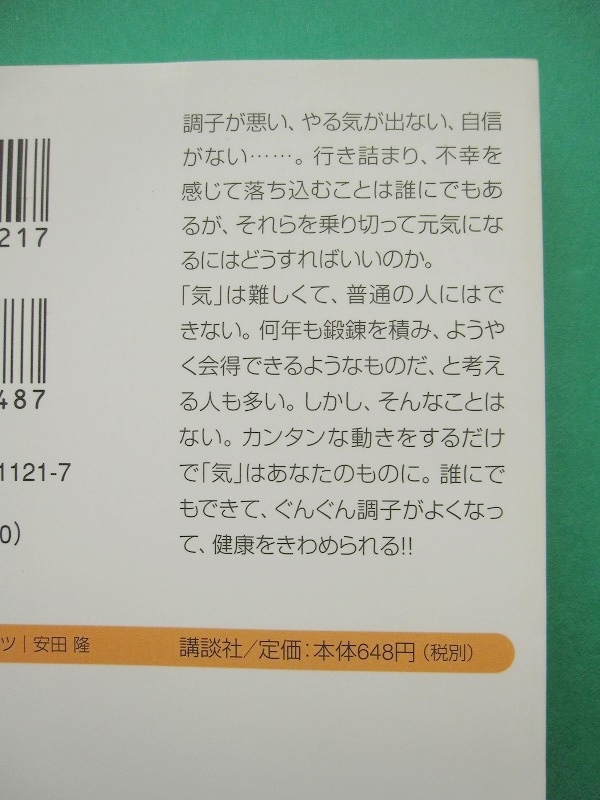 調子が悪い、やる気が出ない、自信
がない……。行き詰まり、不幸を
感じて落ち込むことは誰にでもあ
るが、それらを乗り切って元気にな
るにはどうすればいいのか。
「気」は難しくて、普通の人にはで
きない。何年も鍛錬を積み、ようや
く会得できるようなものだ、と考え
る人も多い。しかし、そんなことは
ない。カンタンな動きをするだけ
で「気」はあなたのものに。誰にで
もできて、ぐんぐん調子がよくなっ
て、健康をきわめられる!!
217
487
1121-7
0)
ツ｜安田 隆
講談社／定価：本体648円（税別）